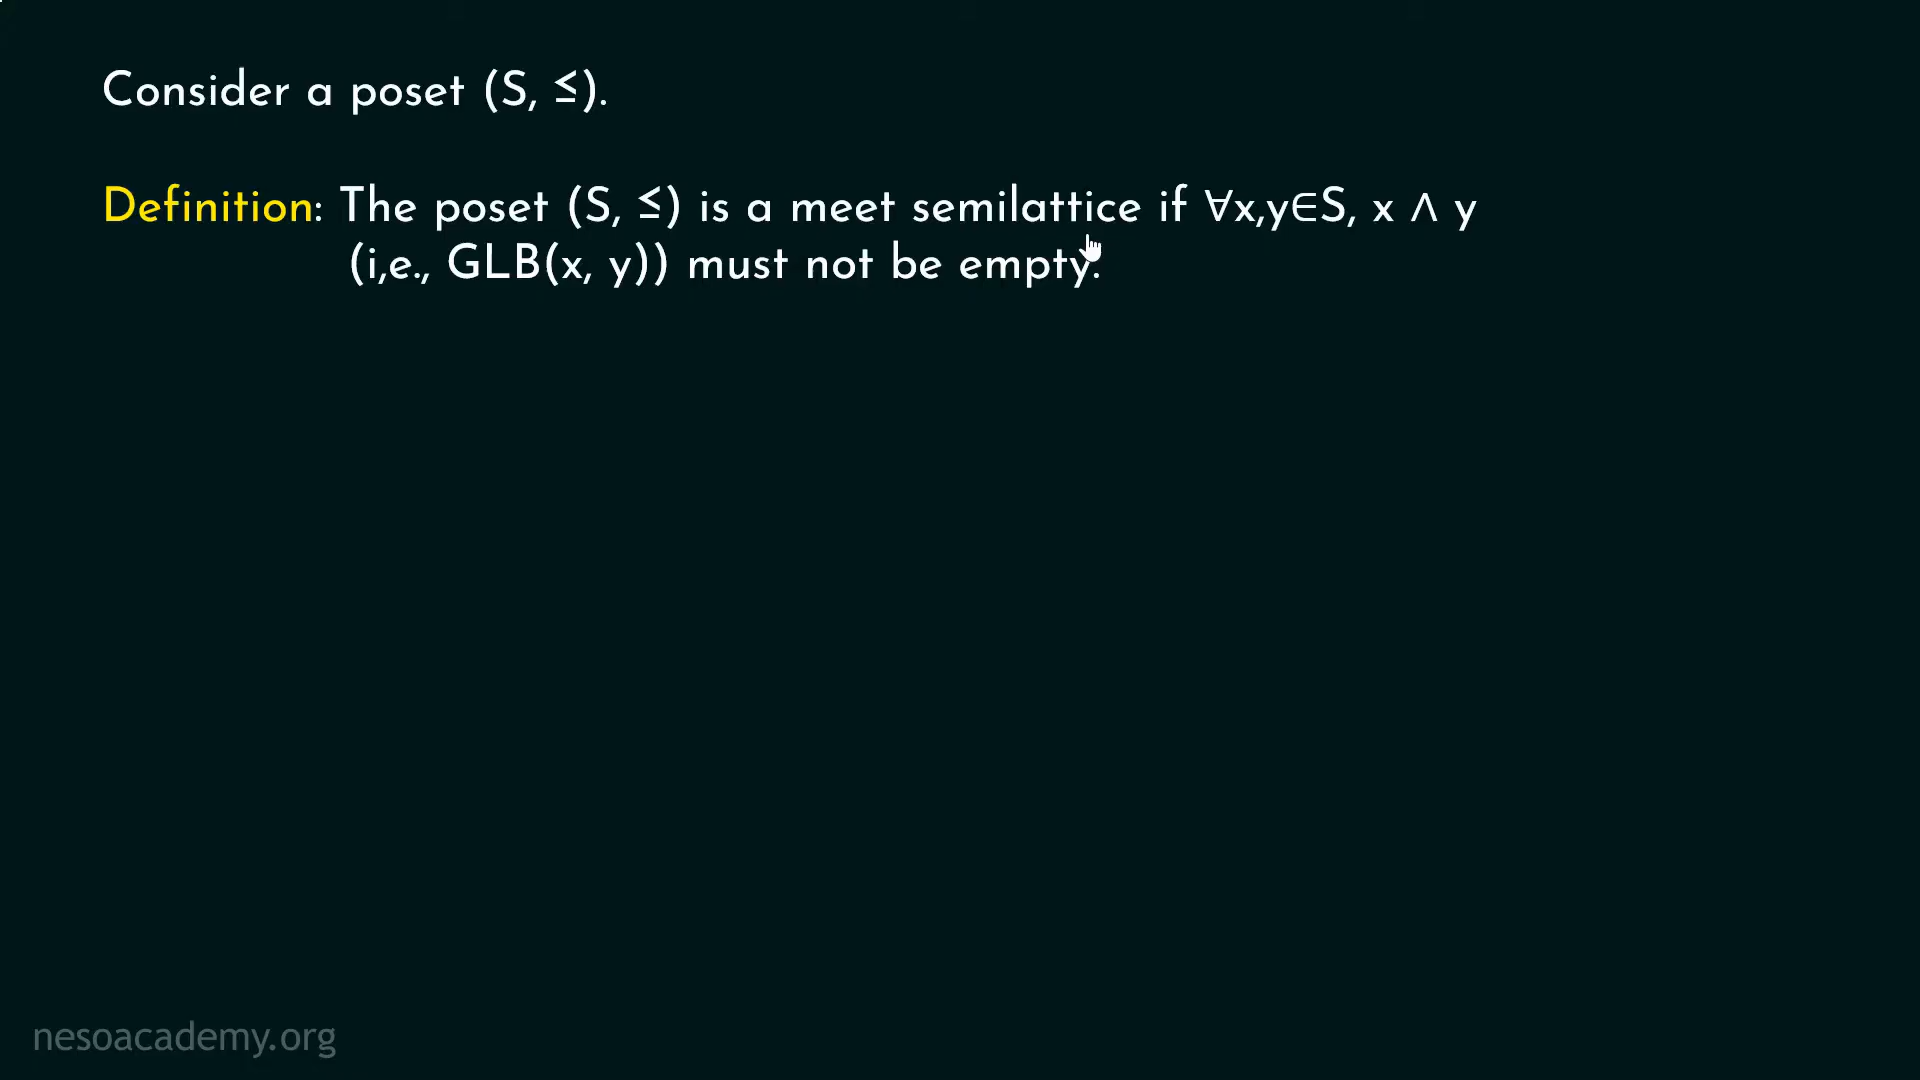 Consider a poset (S, ≤).
Definition: The poset (S, ≤) is a meet semilattice if ∀x,y∈S, x ∧ y
(i,e., GLB(x, y)) must not be empty.
nesoacademy.org